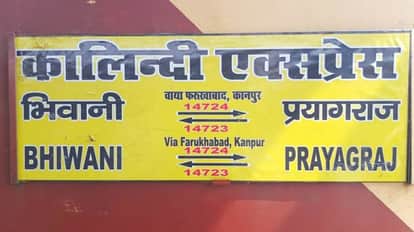 कालिन्दी एक्सप्रेस
वाया फरुखाबाद, कानपुर
भिवानी 14724 प्रयागराज
14723
Via Farukhabad, Kanpur
BHIWANI 14724 PRAYAGRAJ
14723